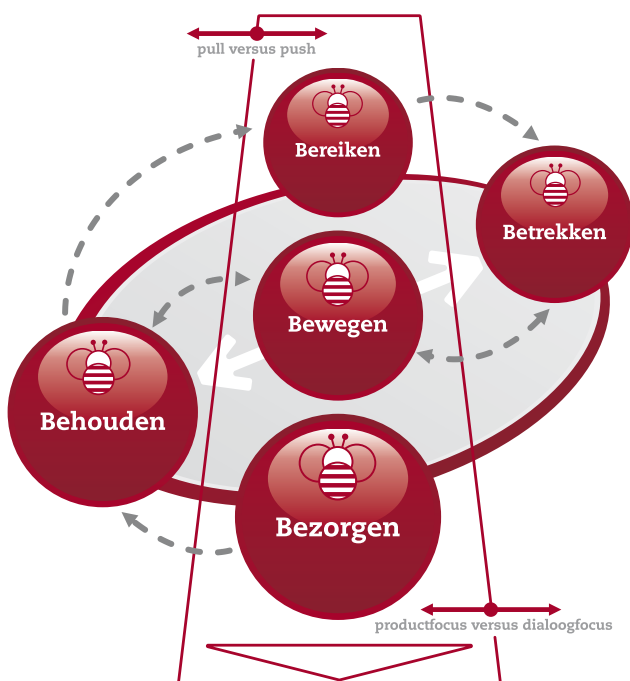 pull versus push
Bereiken
Betrekken
Bewegen
Behouden
Bezorgen
productfocus versus dialoogfocus